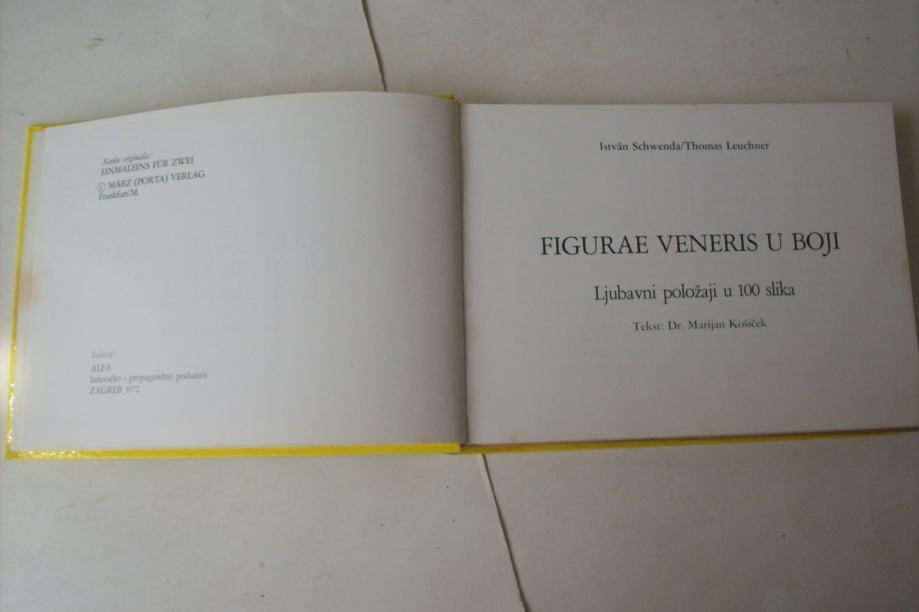 Naslov originala:
EINMALEINS FÜR ZWEI
© MÄRZ (PORTA) VERLAG
Frankfurt/M.
Izdavač:
ALFA
Izdavačko i propagandno poduzeće
ZAGREB 1972
István Schwenda/Thomas Leuchner
FIGURAE VENERIS U BOJI
Ljubavni položaji u 100 slika
Tekst: Dr. Marijan Košiček